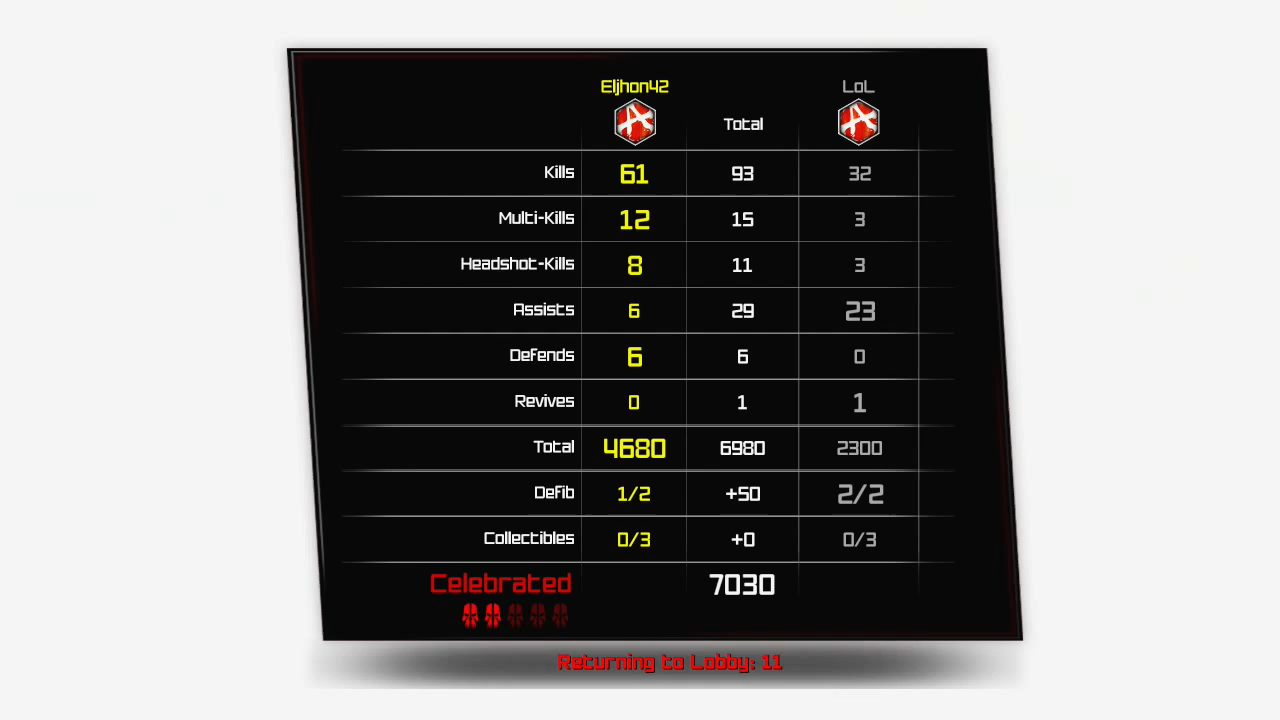 Eljhon42 LoL
Total
Kills 61 93 32
Multi-Kills 12 15 3
Headshot-Kills 8 11 3
Assists 6 29 23
Defends 6 6 0
Revives 0 1 1
Total 4680 6980 2300
Defib 1/2 +50 2/2
Collectibles 0/3 +0 0/3
Celebrated 7030
Returning to Lobby: 11